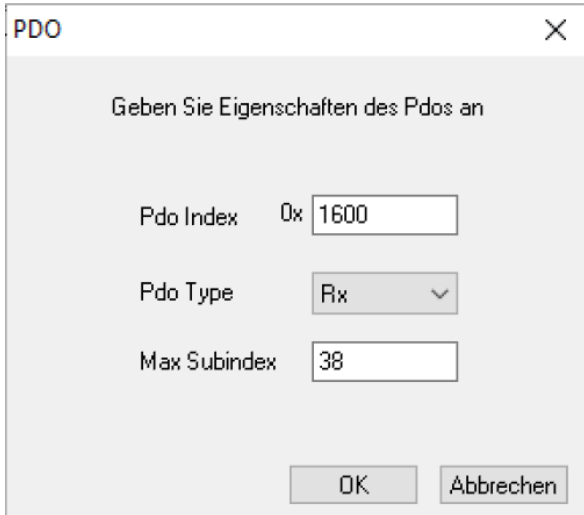 PDO
Geben Sie Eigenschaften des Pdos an
Pdo Index 0x 1600
Pdo Type Rx
Max Subindex 38
OK Abbrechen